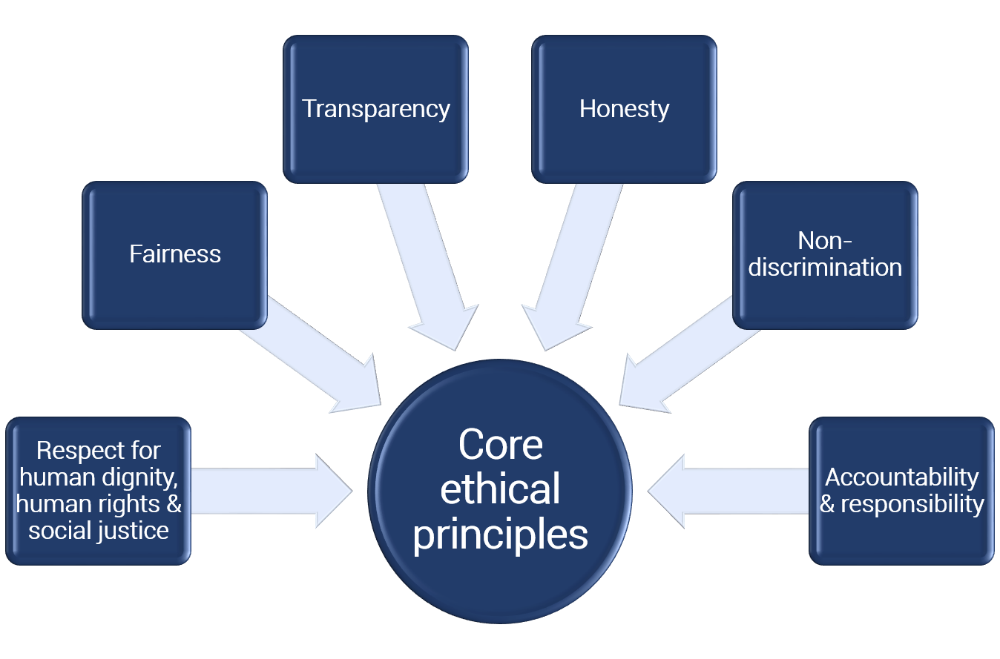 Transparency
Honesty
Fairness
Non-
discrimination
Respect for
human dignity,
human rights &
social justice
Core
ethical
principles
Accountability
& responsibility